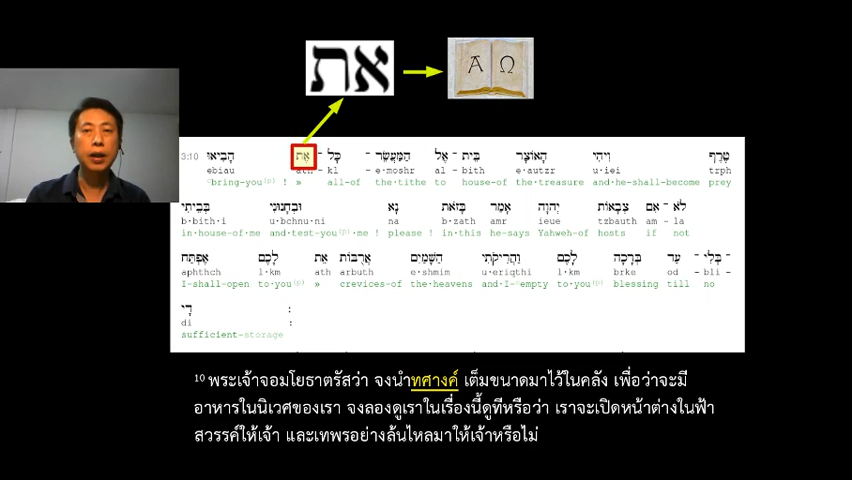 את
Α Ω
3:10 הָבִיאוּ אֶת - כָּל - הַמַּעֲשֵׂר אֶל - בֵּית הָאוֹצָר וִיהִי טֶרֶף
ebiau ath - kl - e·moshr al - bith e·autzr u·iei trph
cbring-you(p) ! » all-of the·tithe to house-of the·treasure and·he-shall-become prey
בְּבֵיתִי וּבְחָנוּנִי נָא בָּזֹאת אָמַר יְהוָה צְבָאוֹת אִם - לֹא
b·bith·i u·bchnu·ni na b·zath amr ieue tzbauth am - la
in·house-of·me and·test-you(p)·me ! please ! in·this he-says Yahweh-of hosts if not
אֶפְתַּח לָכֶם אֵת אֲרֻבּוֹת הַשָּׁמַיִם וַהֲרִיקֹתִי לָכֶם בְּרָכָה עַד - בְּלִי -
aphthch l·km ath arbuth e·shmim u·eriqthi l·km brke od - bli -
I-shall-open to·you(p) » crevices-of the·heavens and·I-cempty to·you(p) blessing till no
דָי :
di :
sufficient-storage
10 พระเจ้าจอมโยธาตรัสว่า จงนำทศางค์ เต็มขนาดมาไว้ในคลัง เพื่อว่าจะมี
อาหารในนิเวศของเรา จงลองดูเราในเรื่องนี้ดูทีหรือว่า เราจะเปิดหน้าต่างในฟ้า
สวรรค์ให้เจ้า และเทพรอย่างล้นไหลมาให้เจ้าหรือไม่